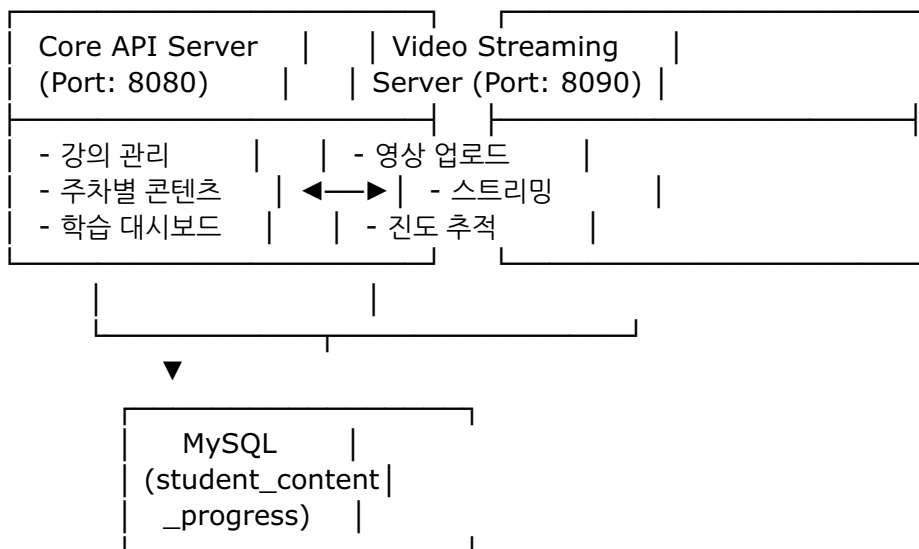 Core API Server
(Port: 8080)
Video Streaming
Server (Port: 8090)
- 강의 관리
- 주차별 콘텐츠
- 학습 대시보드
- 영상 업로드
- 스트리밍
- 진도 추적
MySQL
(student_content
_progress)